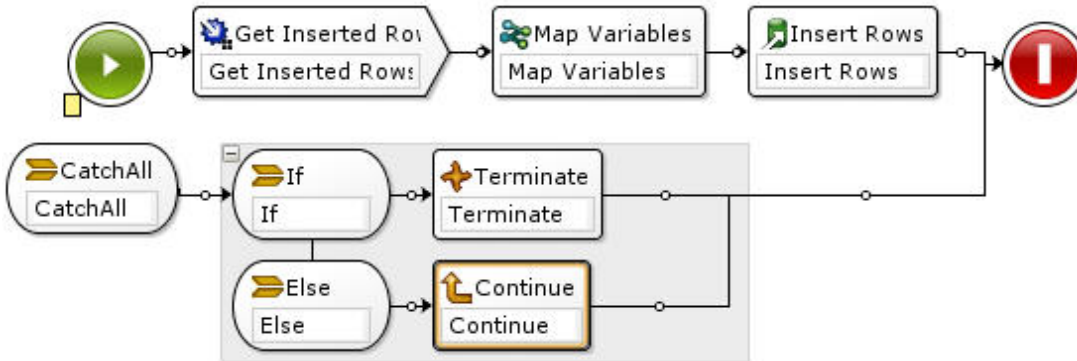 Get Inserted Rov
Get Inserted Rows
Map Variables
Map Variables
Insert Rows
Insert Rows
CatchAll
CatchAll
If
If
Terminate
Terminate
Else
Else
Continue
Continue